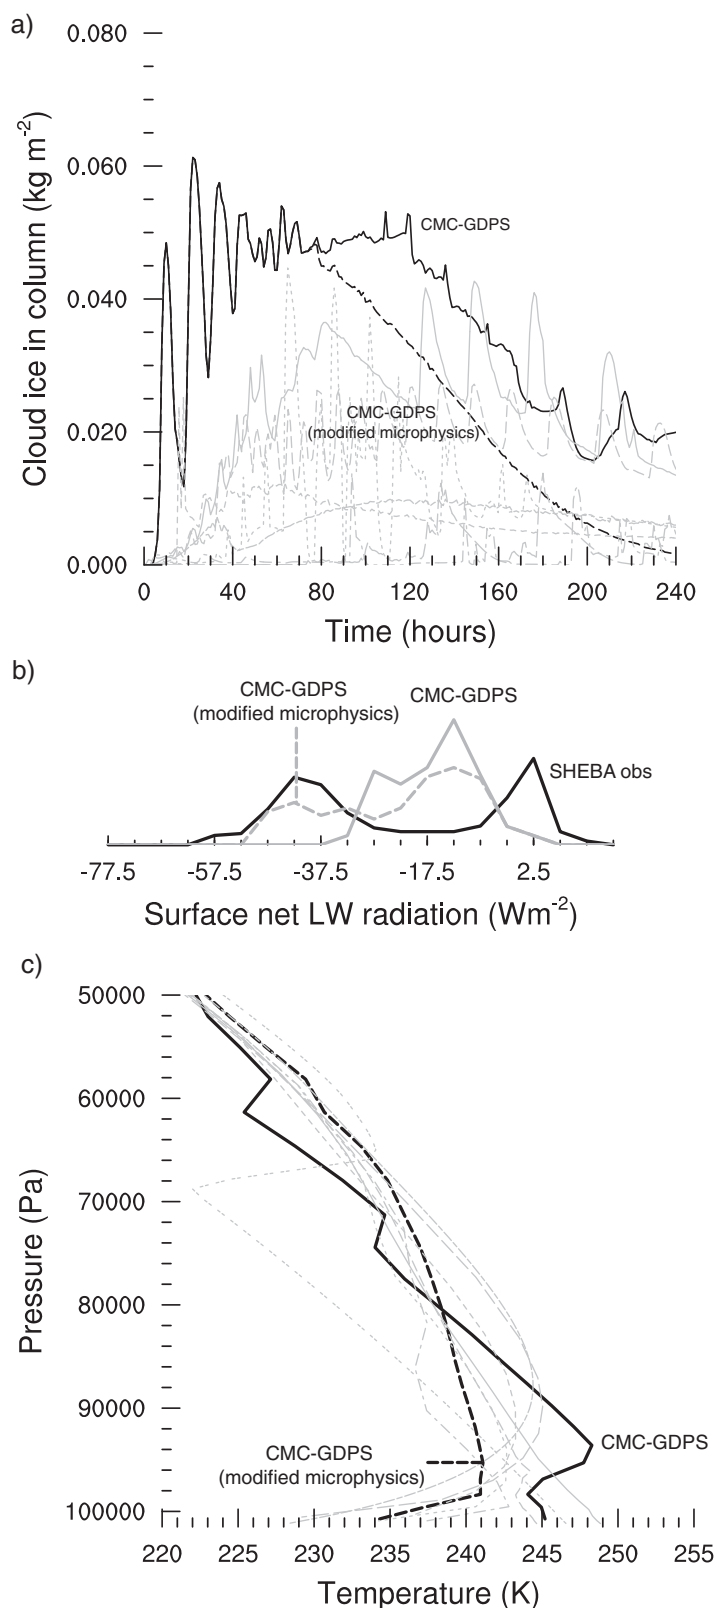 a)
0.080
0.060
0.040
0.020
0.000
Cloud ice in column (kg m-2)
CMC-GDPS
CMC-GDPS
(modified microphysics)
0 40 80 120 160 200 240
Time (hours)
b)
CMC-GDPS
(modified microphysics)
CMC-GDPS
SHEBA obs
-77.5 -57.5 -37.5 -17.5 2.5
Surface net LW radiation (Wm-2)
c)
50000
60000
70000
80000
90000
100000
Pressure (Pa)
CMC-GDPS
CMC-GDPS
(modified microphysics)
220 225 230 235 240 245 250 255
Temperature (K)